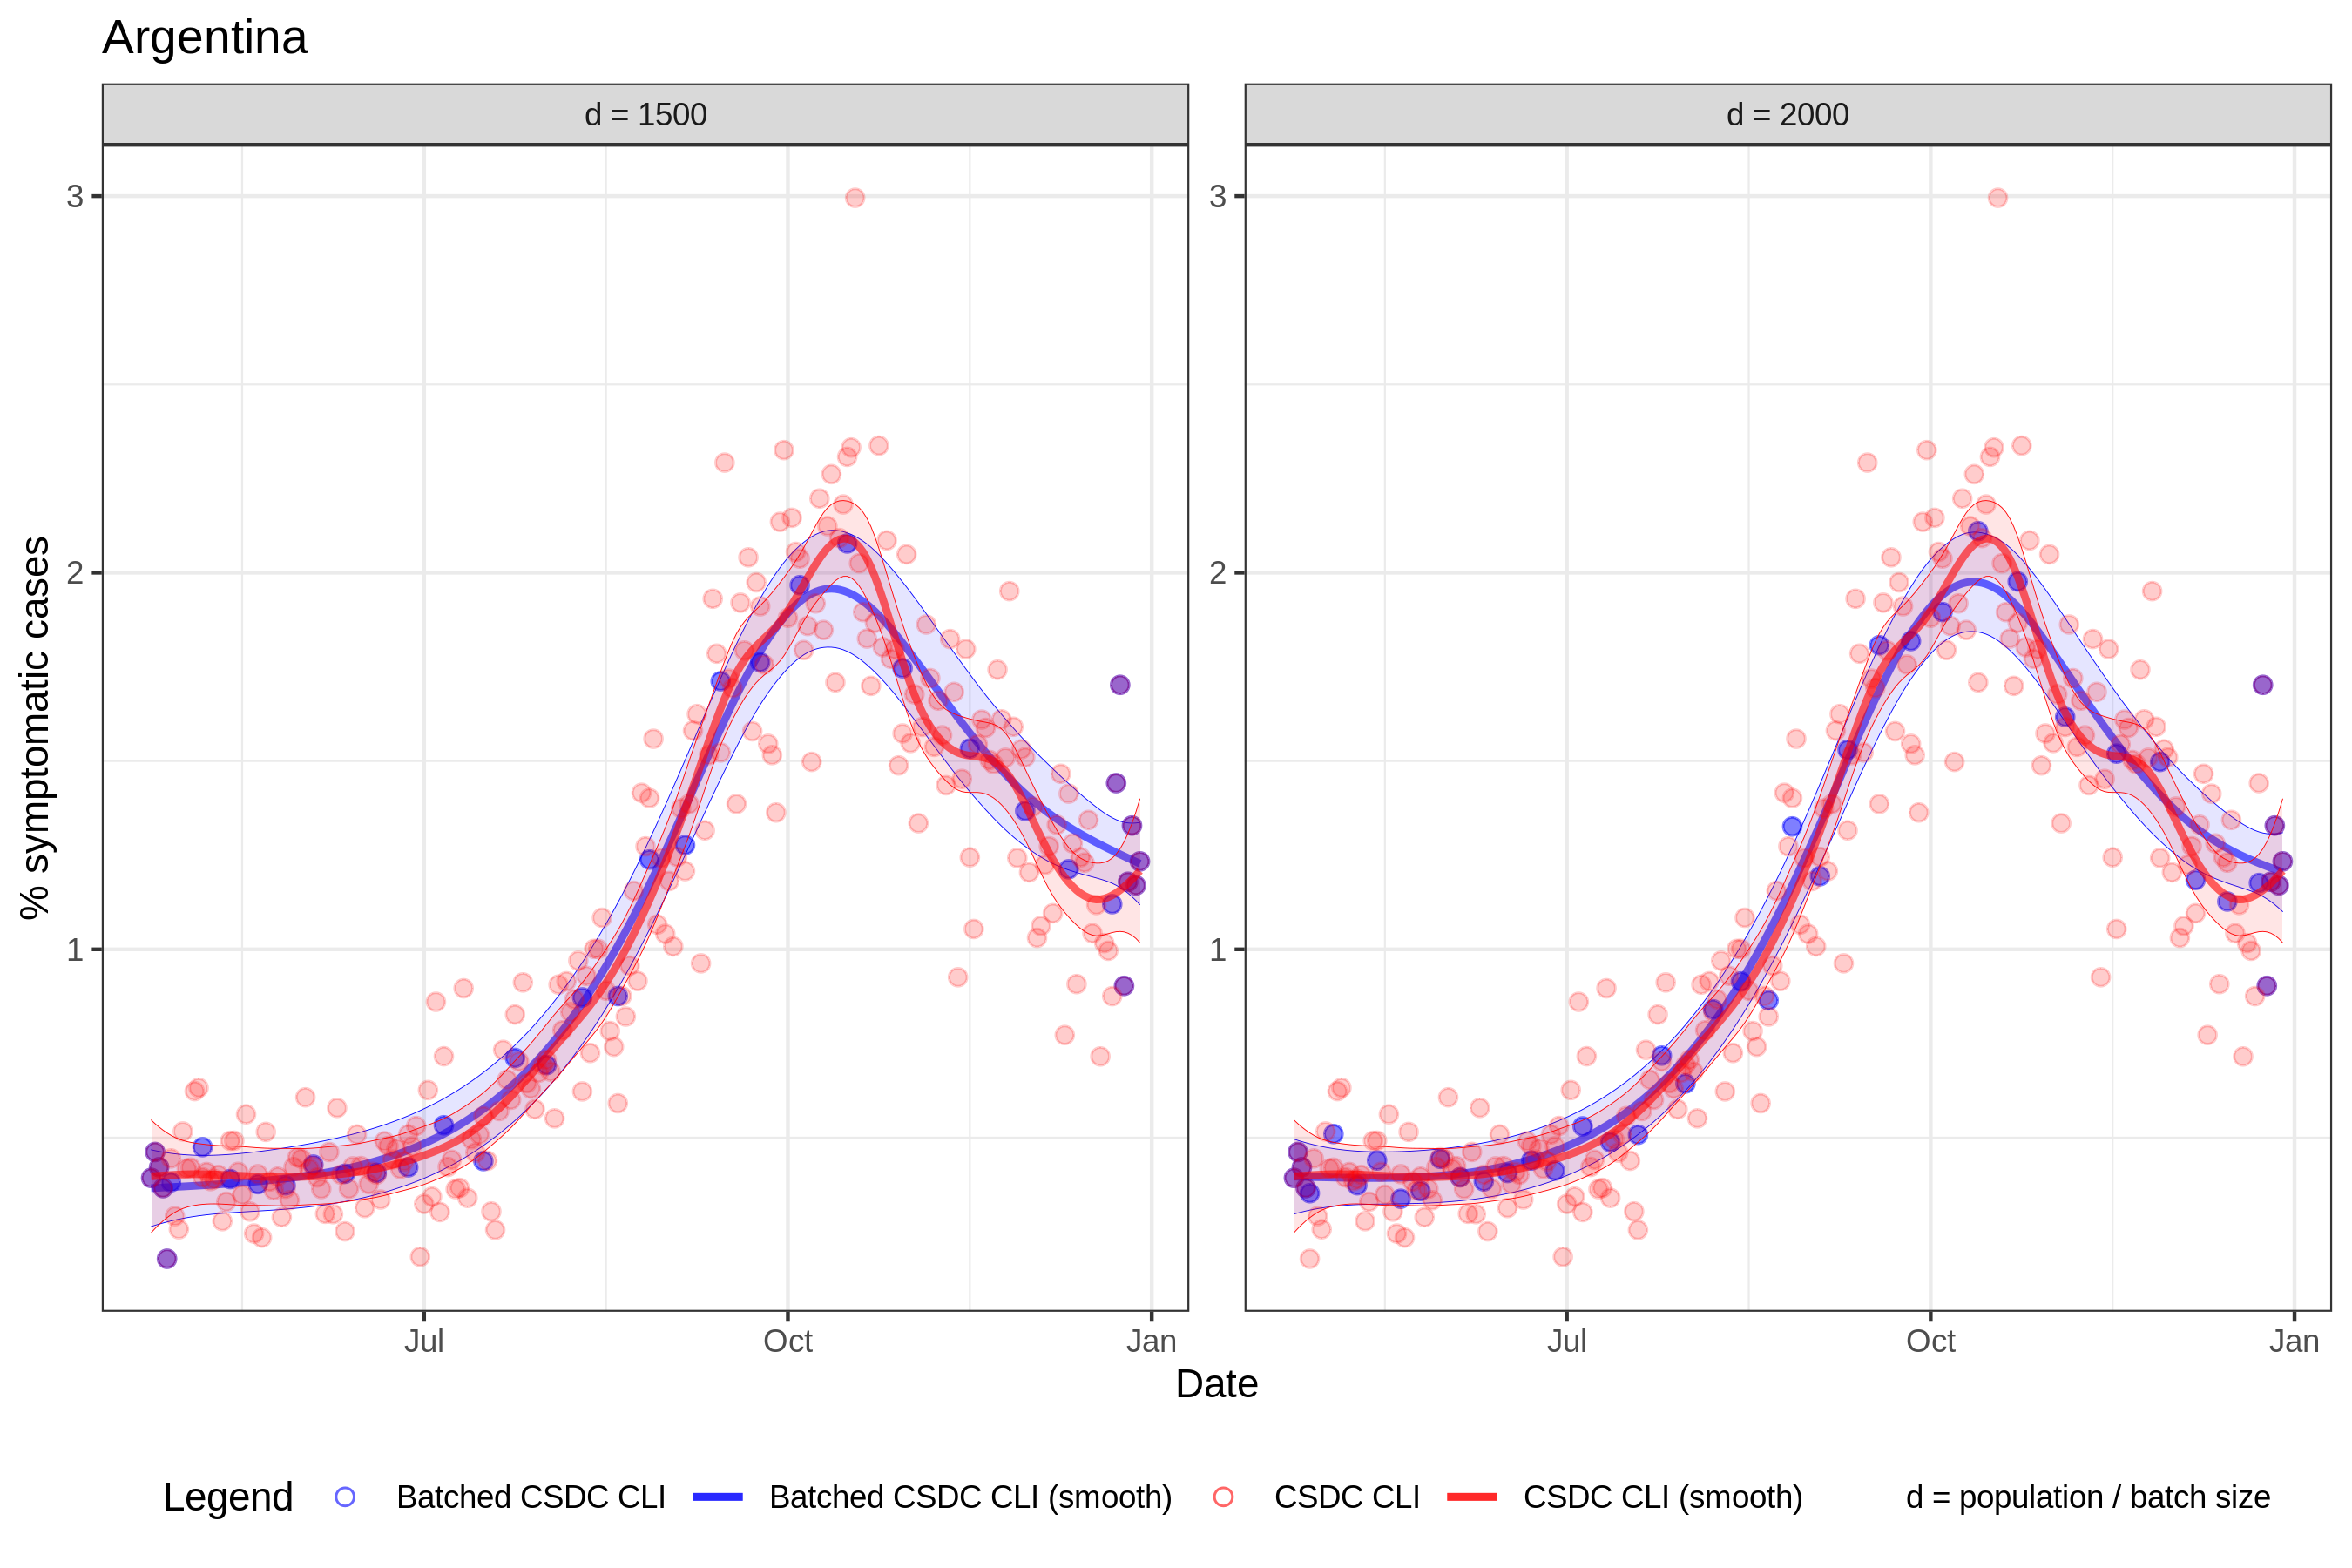 Argentina
d = 1500
d = 2000
% symptomatic cases
3
2
1
3
2
1
Jul
Oct
Jan
Jul
Oct
Jan
Date
Legend
Batched CSDC CLI
Batched CSDC CLI (smooth)
CSDC CLI
CSDC CLI (smooth)
d = population / batch size